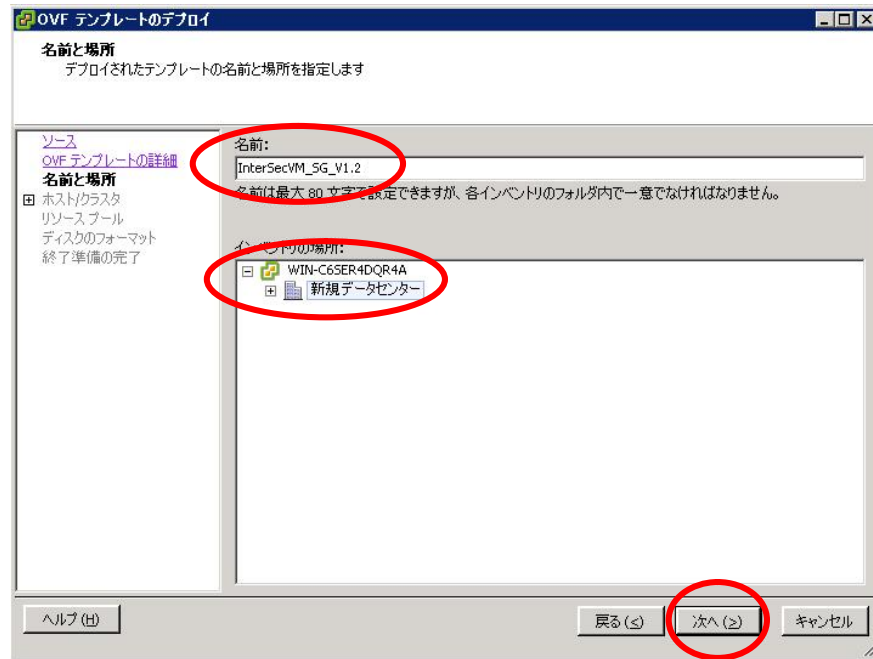 OVF テンプレートのデプロイ
名前と場所
デプロイされたテンプレートの名前と場所を指定します
ソース
OVF テンプレートの詳細
名前と場所
ホスト/クラスタ
リソース プール
ディスクのフォーマット
終了準備の完了
名前:
InterSecVM_SG_V1.2
名前は最大 80 文字で設定できますが、各インベントリのフォルダ内で一意でなければなりません。
インベントリの場所:
WIN-C6SER4DQR4A
新規データセンター
ヘルプ(H)
戻る(≤)
次へ(≥)
キャンセル